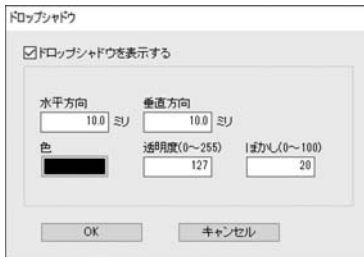 ドロップシャドウ
ドロップシャドウを表示する
水平方向 垂直方向
10.0 ミリ 10.0 ミリ
色 透明度(0～255) ぼかし(0～100)
127 20
OK キャンセル